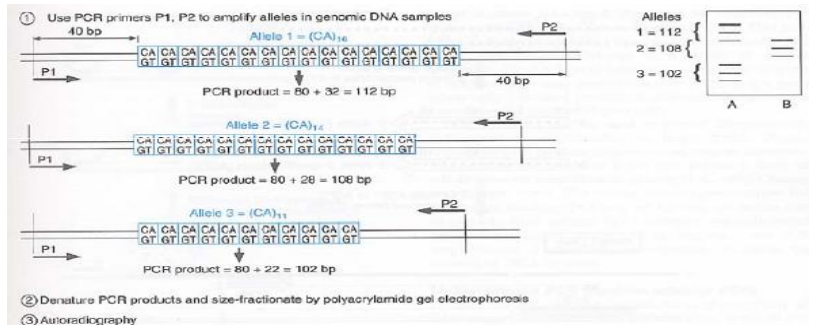 ① Use PCR primers P1, P2 to amplify alleles in genomic DNA samples
40 bp
Allele 1 = (CA)₁₆
P2
CA CA CA CA CA CA CA CA CA CA CA CA CA CA CA CA
GT GT GT GT GT GT GT GT GT GT GT GT GT GT GT GT
P1
40 bp
PCR product = 80 + 32 = 112 bp
Alleles
1 = 112 {
2 = 108 {
3 = 102 {
A B
Allele 2 = (CA)₁₄
P2
CA CA CA CA CA CA CA CA CA CA CA CA CA CA
GT GT GT GT GT GT GT GT GT GT GT GT GT GT
P1
PCR product = 80 + 28 = 108 bp
Allele 3 = (CA)₁₁
P2
CA CA CA CA CA CA CA CA CA CA CA
GT GT GT GT GT GT GT GT GT GT GT
P1
PCR product = 80 + 22 = 102 bp
② Denature PCR products and size-fractionate by polyacrylamide gel electrophoresis
③ Autoradiography